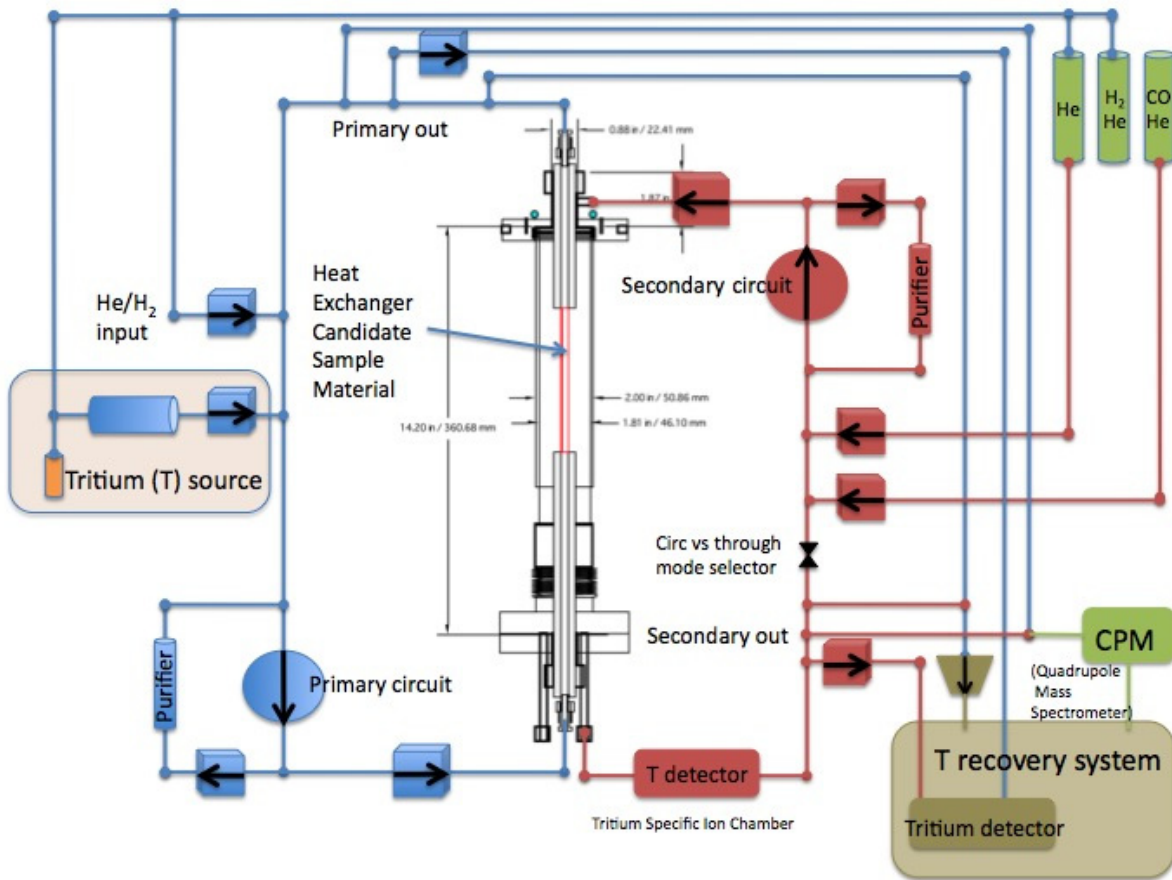 Primary out
0.88 in / 22.41 mm
He
H₂
He
CO
He
1.87 in
He/H₂
input
Heat
Exchanger
Candidate
Sample
Material
Secondary circuit
Purifier
2.00 in / 50.86 mm
14.20 in / 360.68 mm
1.81 in / 46.10 mm
Tritium (T) source
Circ vs through
mode selector
Secondary out
CPM
(Quadrupole
Mass
Spectrometer)
Purifier
Primary circuit
T detector
Tritium Specific Ion Chamber
T recovery system
Tritium detector